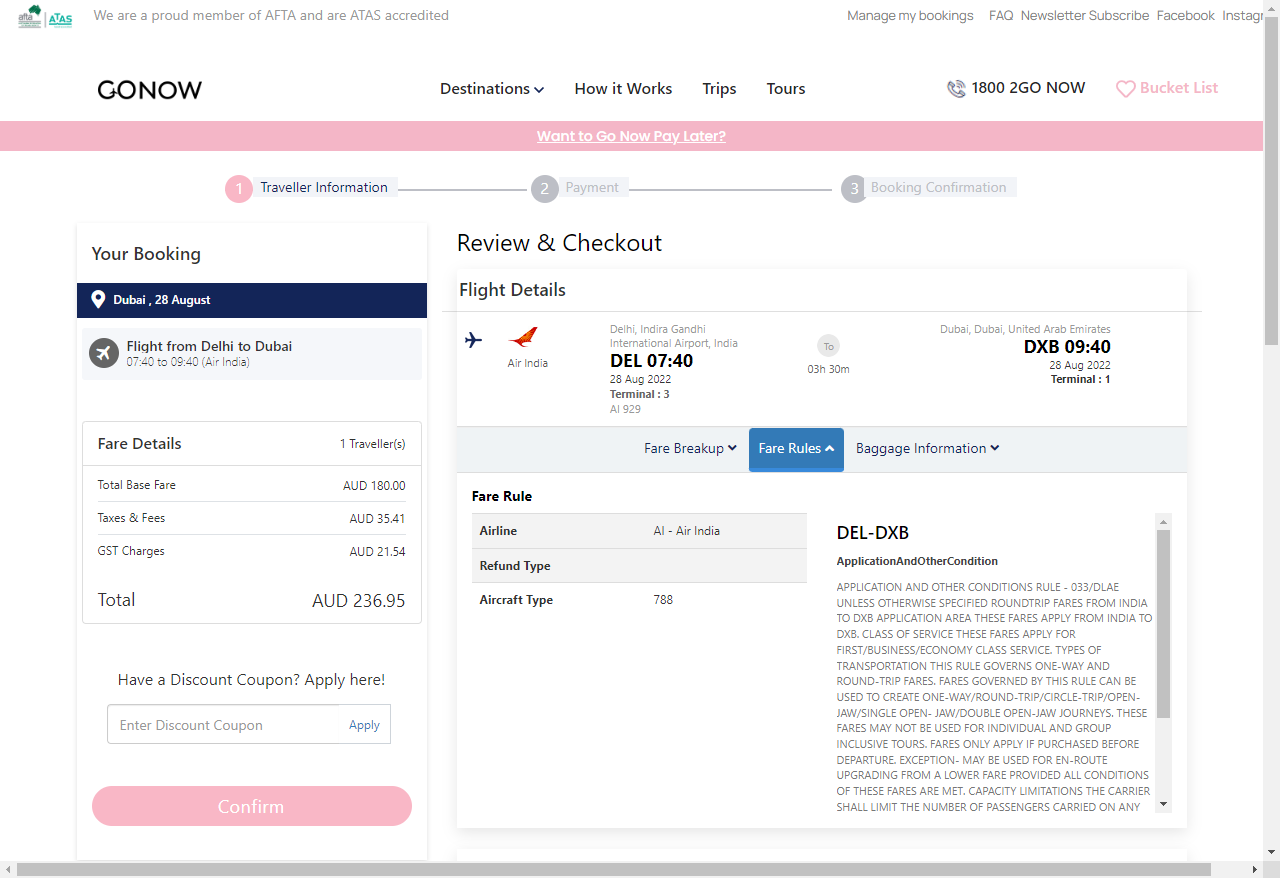 afta
ATAS
We are a proud member of AFTA and are ATAS accredited
Manage my bookings FAQ Newsletter Subscribe Facebook Instagr
GONOW
Destinations How it Works Trips Tours
1800 2GO NOW
Bucket List
Want to Go Now Pay Later?
1 Traveller Information
2 Payment
3 Booking Confirmation
Your Booking
Dubai , 28 August
Flight from Delhi to Dubai
07:40 to 09:40 (Air India)
Fare Details 1 Traveller(s)
Total Base Fare AUD 180.00
Taxes & Fees AUD 35.41
GST Charges AUD 21.54
Total AUD 236.95
Have a Discount Coupon? Apply here!
Enter Discount Coupon Apply
Confirm
Review & Checkout
Flight Details
Air India
Delhi, Indira Gandhi
International Airport, India
DEL 07:40
28 Aug 2022
Terminal : 3
AI 929
To
03h 30m
Dubai, Dubai, United Arab Emirates
DXB 09:40
28 Aug 2022
Terminal : 1
Fare Breakup Fare Rules Baggage Information
Fare Rule
Airline AI - Air India
Refund Type
Aircraft Type 788
DEL-DXB
ApplicationAndOtherCondition
APPLICATION AND OTHER CONDITIONS RULE - 033/DLAE
UNLESS OTHERWISE SPECIFIED ROUNDTRIP FARES FROM INDIA
TO DXB APPLICATION AREA THESE FARES APPLY FROM INDIA TO
DXB. CLASS OF SERVICE THESE FARES APPLY FOR
FIRST/BUSINESS/ECONOMY CLASS SERVICE. TYPES OF
TRANSPORTATION THIS RULE GOVERNS ONE-WAY AND
ROUND-TRIP FARES. FARES GOVERNED BY THIS RULE CAN BE
USED TO CREATE ONE-WAY/ROUND-TRIP/CIRCLE-TRIP/OPEN-
JAW/SINGLE OPEN- JAW/DOUBLE OPEN-JAW JOURNEYS. THESE
FARES MAY NOT BE USED FOR INDIVIDUAL AND GROUP
INCLUSIVE TOURS. FARES ONLY APPLY IF PURCHASED BEFORE
DEPARTURE. EXCEPTION- MAY BE USED FOR EN-ROUTE
UPGRADING FROM A LOWER FARE PROVIDED ALL CONDITIONS
OF THESE FARES ARE MET. CAPACITY LIMITATIONS THE CARRIER
SHALL LIMIT THE NUMBER OF PASSENGERS CARRIED ON ANY